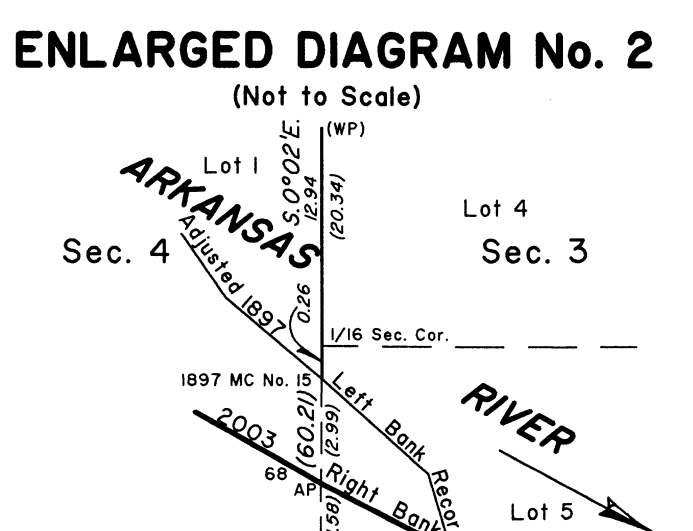 ENLARGED DIAGRAM No. 2
(Not to Scale)
(WP)
S. 0°02'E.
12.94
(20.34)
Lot 1
ARKANSAS
Lot 4
Sec. 4
Sec. 3
Adjusted 1897
0.26
1/16 Sec. Cor.
1897 MC No. 15
Left Bank Recor
RIVER
(60.21)
(2.99)
2003
Right Bank
68
AP
.58)
Lot 5